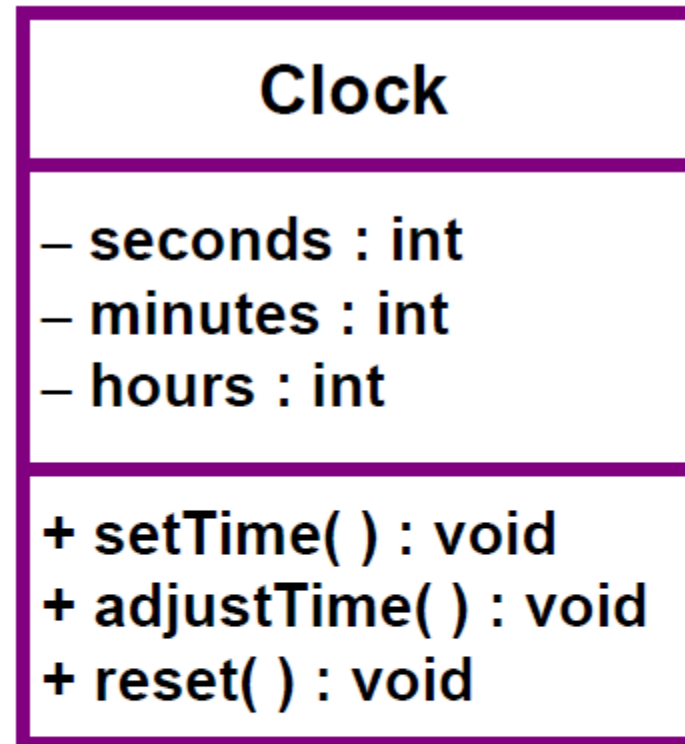 Clock
– seconds : int
– minutes : int
– hours : int
+ setTime( ) : void
+ adjustTime( ) : void
+ reset( ) : void